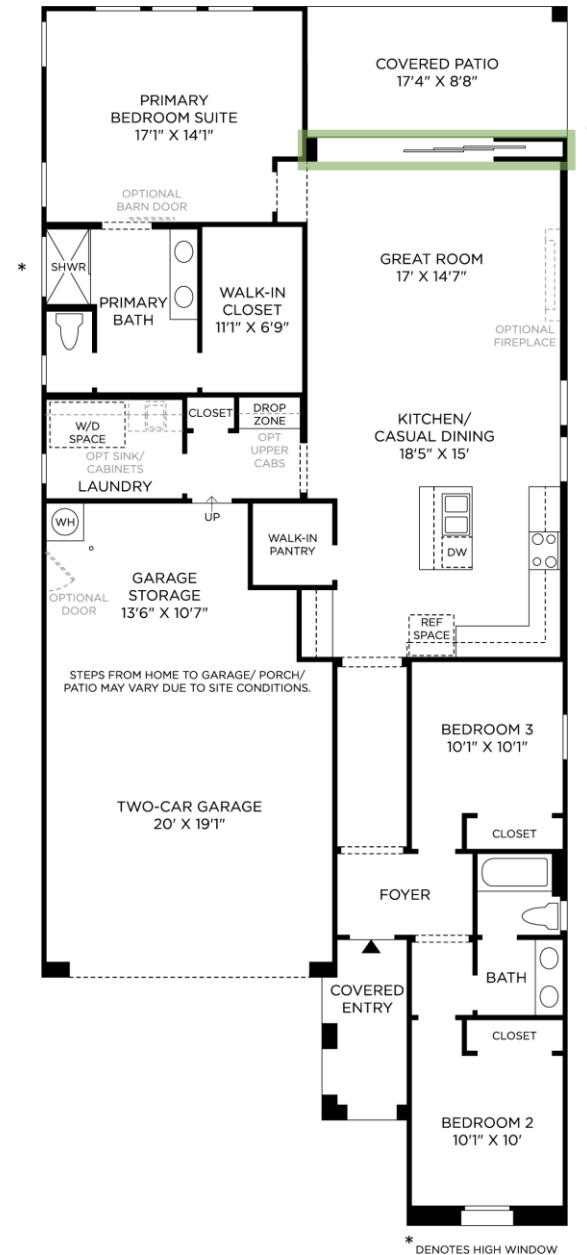 COVERED PATIO
17'4" X 8'8"
PRIMARY
BEDROOM SUITE
17'1" X 14'1"
OPTIONAL
BARN DOOR
*
SHWR
PRIMARY
BATH
WALK-IN
CLOSET
11'1" X 6'9"
GREAT ROOM
17' X 14'7"
OPTIONAL
FIREPLACE
W/D
SPACE
OPT SINK/
CABINETS
LAUNDRY
CLOSET
DROP
ZONE
OPT
UPPER
CABS
KITCHEN/
CASUAL DINING
18'5" X 15'
UP
WH
OPTIONAL
DOOR
GARAGE
STORAGE
13'6" X 10'7"
WALK-IN
PANTRY
DW
REF
SPACE
STEPS FROM HOME TO GARAGE/ PORCH/
PATIO MAY VARY DUE TO SITE CONDITIONS.
BEDROOM 3
10'1" X 10'1"
TWO-CAR GARAGE
20' X 19'1"
CLOSET
FOYER
BATH
COVERED
ENTRY
CLOSET
BEDROOM 2
10'1" X 10'
* DENOTES HIGH WINDOW